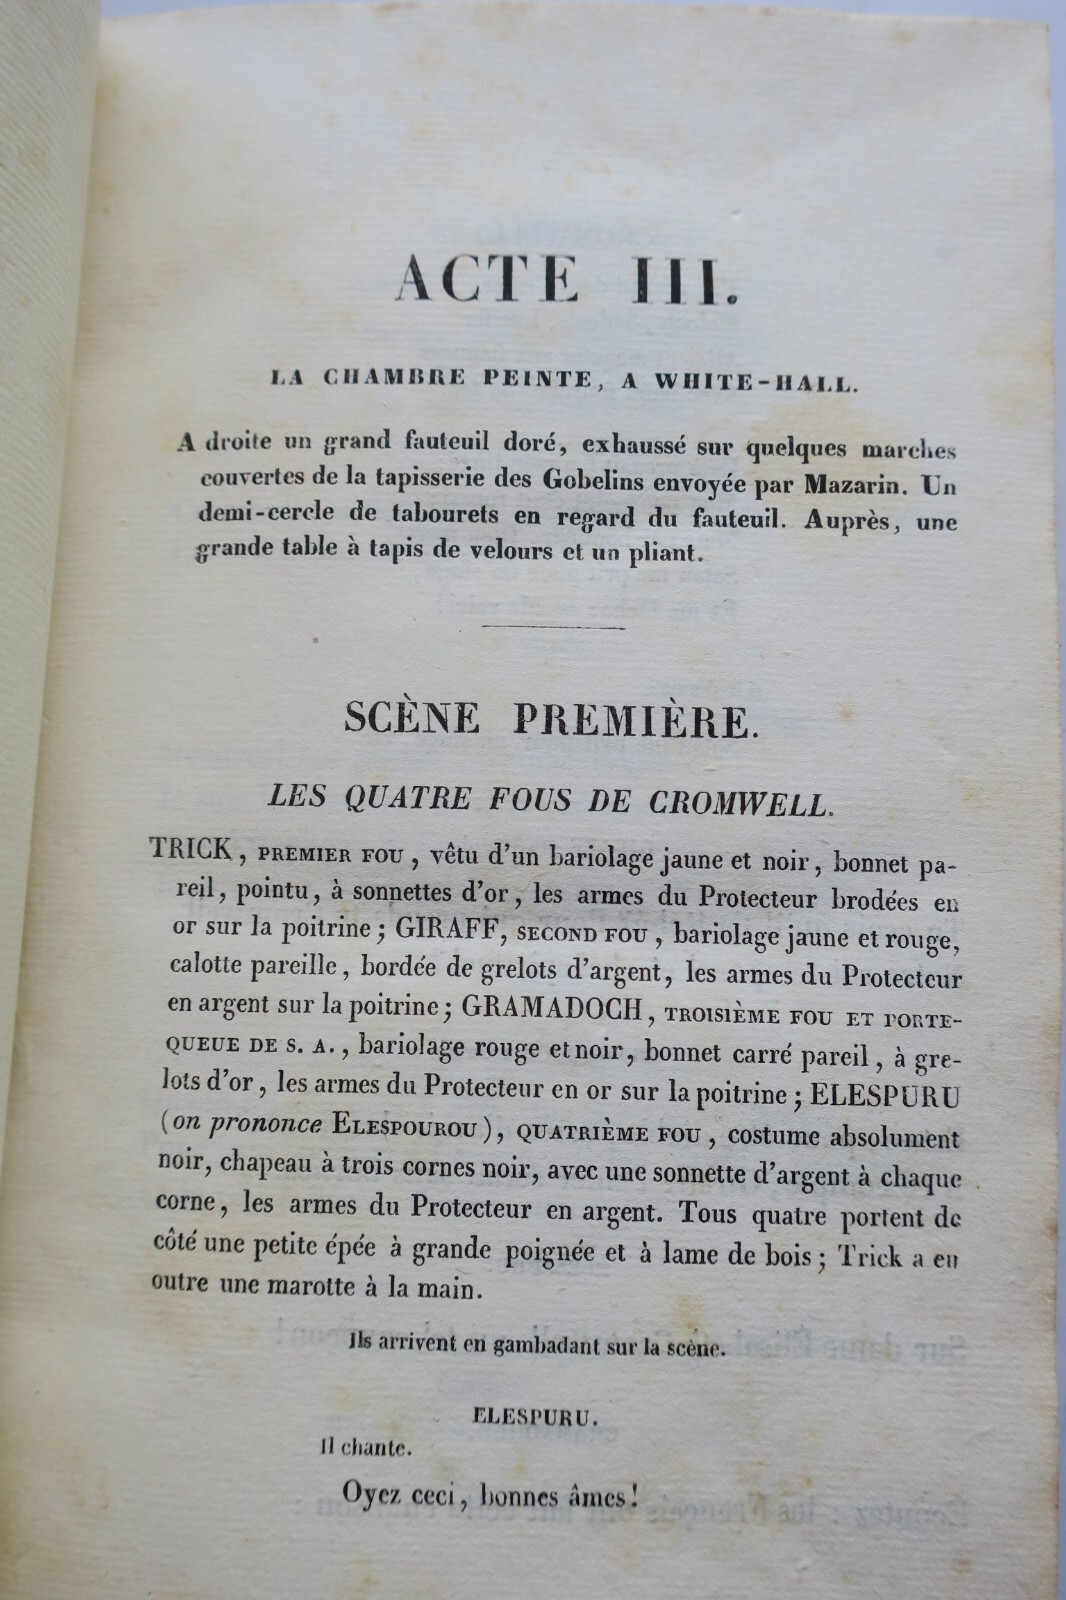 ACTE III.
LA CHAMBRE PEINTE, A WHITE-HALL.
A droite un grand fauteuil doré, exhaussé sur quelques marches
couvertes de la tapisserie des Gobelins envoyée par Mazarin. Un
demi-cercle de tabourets en regard du fauteuil. Auprès, une
grande table à tapis de velours et un pliant.
SCÈNE PREMIÈRE.
LES QUATRE FOUS DE CROMWELL.
TRICK, PREMIER FOU, vêtu d'un bariolage jaune et noir, bonnet pa-
reil, pointu, à sonnettes d'or, les armes du Protecteur brodées en
or sur la poitrine; GIRAFF, SECOND FOU, bariolage jaune et rouge,
calotte pareille, bordée de grelots d'argent, les armes du Protecteur
en argent sur la poitrine; GRAMADOCH, TROISIÈME FOU ET PORTE-
QUEUE DE S. A., bariolage rouge et noir, bonnet carré pareil, à gre-
lots d'or, les armes du Protecteur en or sur la poitrine; ELESPURU
(on prononce ELESPOUROU), QUATRIÈME FOU, costume absolument
noir, chapeau à trois cornes noir, avec une sonnette d'argent à chaque
corne, les armes du Protecteur en argent. Tous quatre portent de
côté une petite épée à grande poignée et à lame de bois; Trick a en
outre une marotte à la main.
Ils arrivent en gambadant sur la scène.
ELESPURU.
Il chante.
Oyez ceci, bonnes âmes!